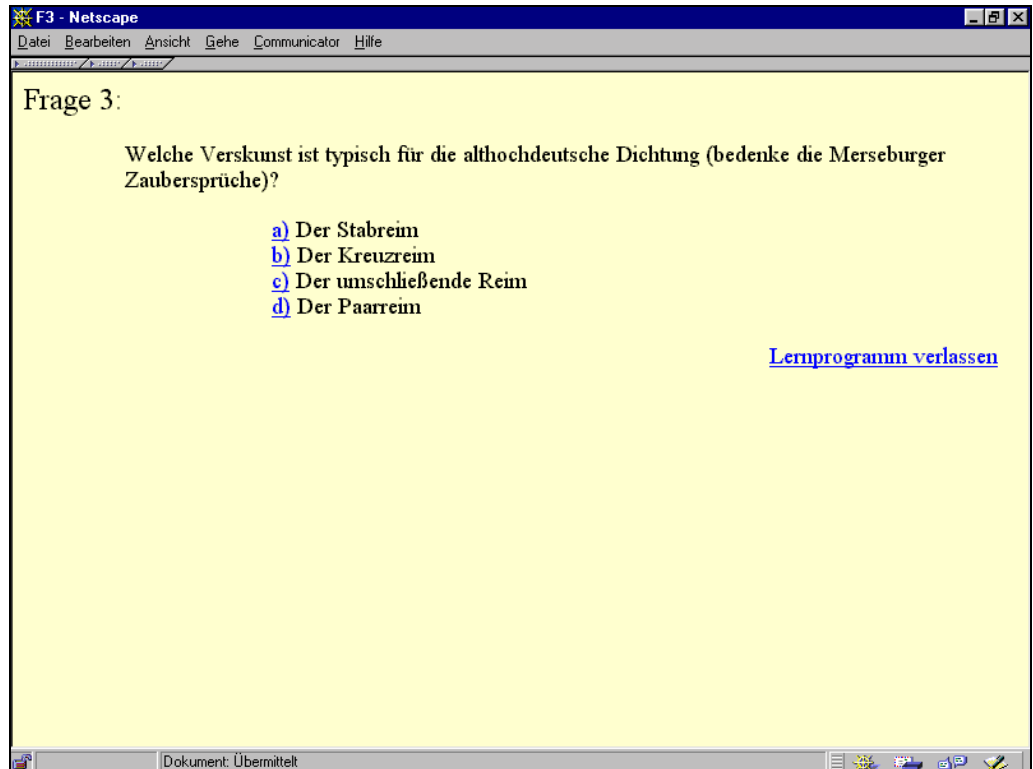 F3 - Netscape
Datei Bearbeiten Ansicht Gehe Communicator Hilfe
Frage 3:
Welche Verskunst ist typisch für die althochdeutsche Dichtung (bedenke die Merseburger
Zaubersprüche)?
a) Der Stabreim
b) Der Kreuzreim
c) Der umschließende Reim
d) Der Paarreim
Lernprogramm verlassen
Dokument: Übermittelt